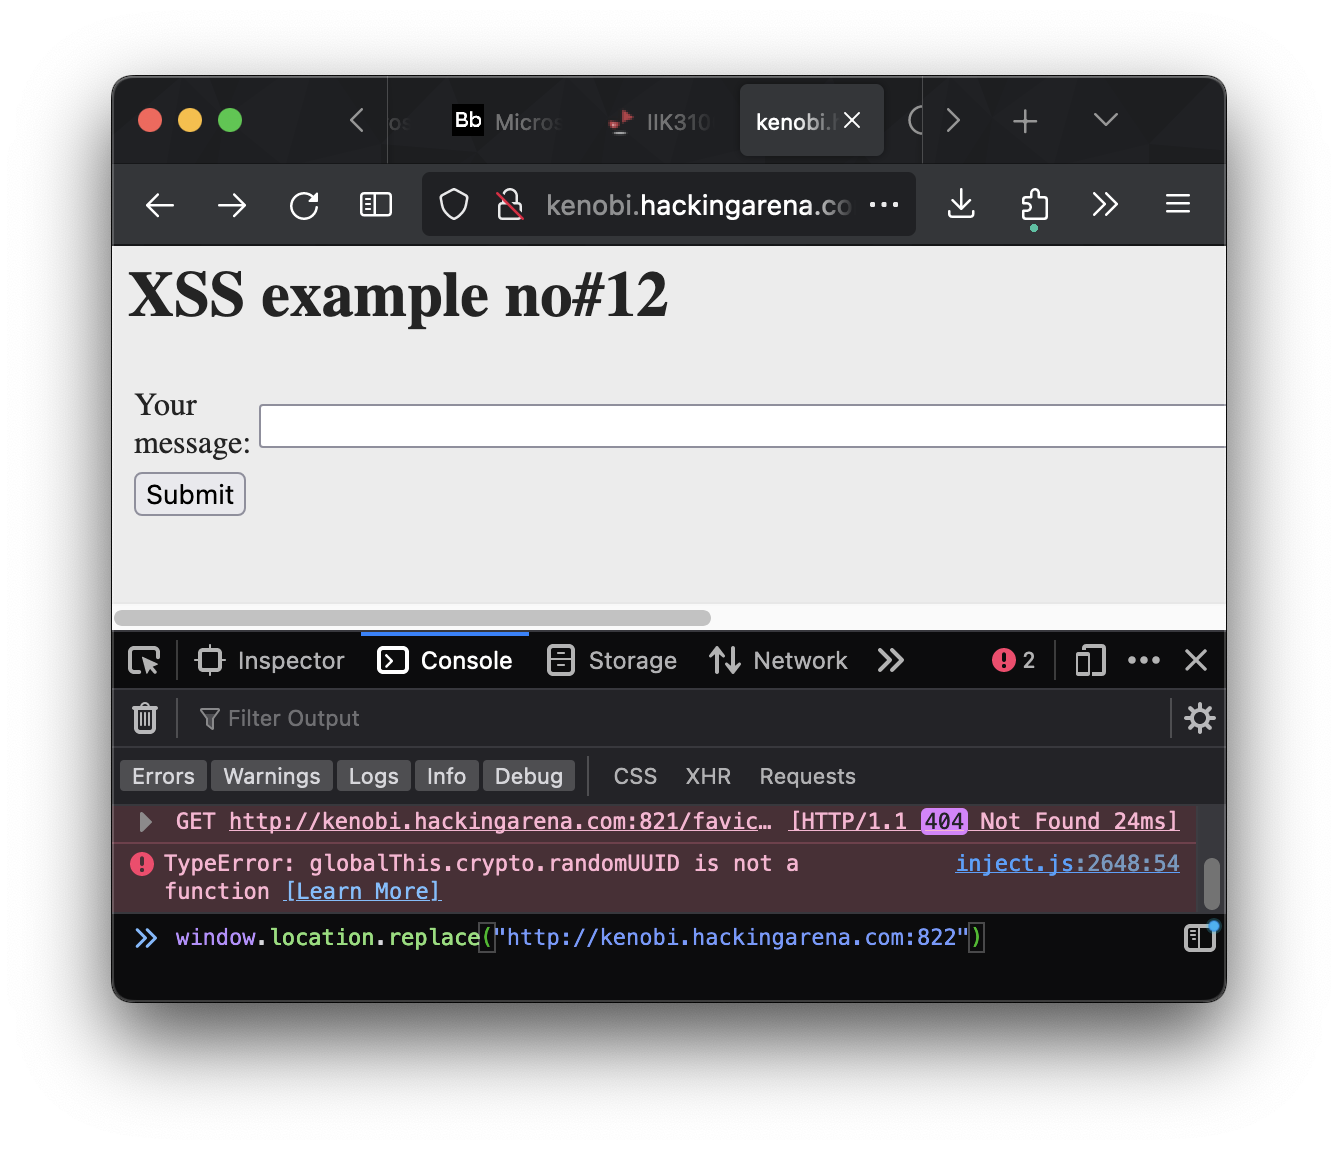 Bb Micros IIK310 kenobi.
kenobi.hackingarena.co
XSS example no#12
Your
message:
Submit
Inspector Console Storage Network 2
Filter Output
Errors Warnings Logs Info Debug CSS XHR Requests
GET http://kenobi.hackingarena.com:821/favic… [HTTP/1.1 404 Not Found 24ms]
TypeError: globalThis.crypto.randomUUID is not a inject.js:2648:54
function [Learn More]
window.location.replace("http://kenobi.hackingarena.com:822")